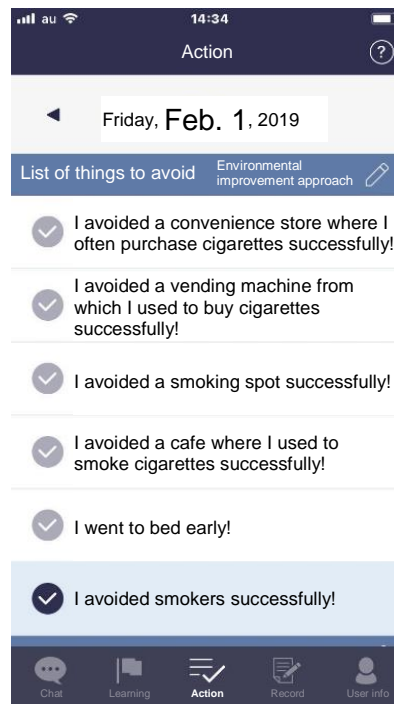 au 14:34
Action ?
Friday, Feb. 1, 2019
List of things to avoid Environmental
improvement approach
I avoided a convenience store where I
often purchase cigarettes successfully!
I avoided a vending machine from
which I used to buy cigarettes
successfully!
I avoided a smoking spot successfully!
I avoided a cafe where I used to
smoke cigarettes successfully!
I went to bed early!
I avoided smokers successfully!
Chat Learning Action Record User info